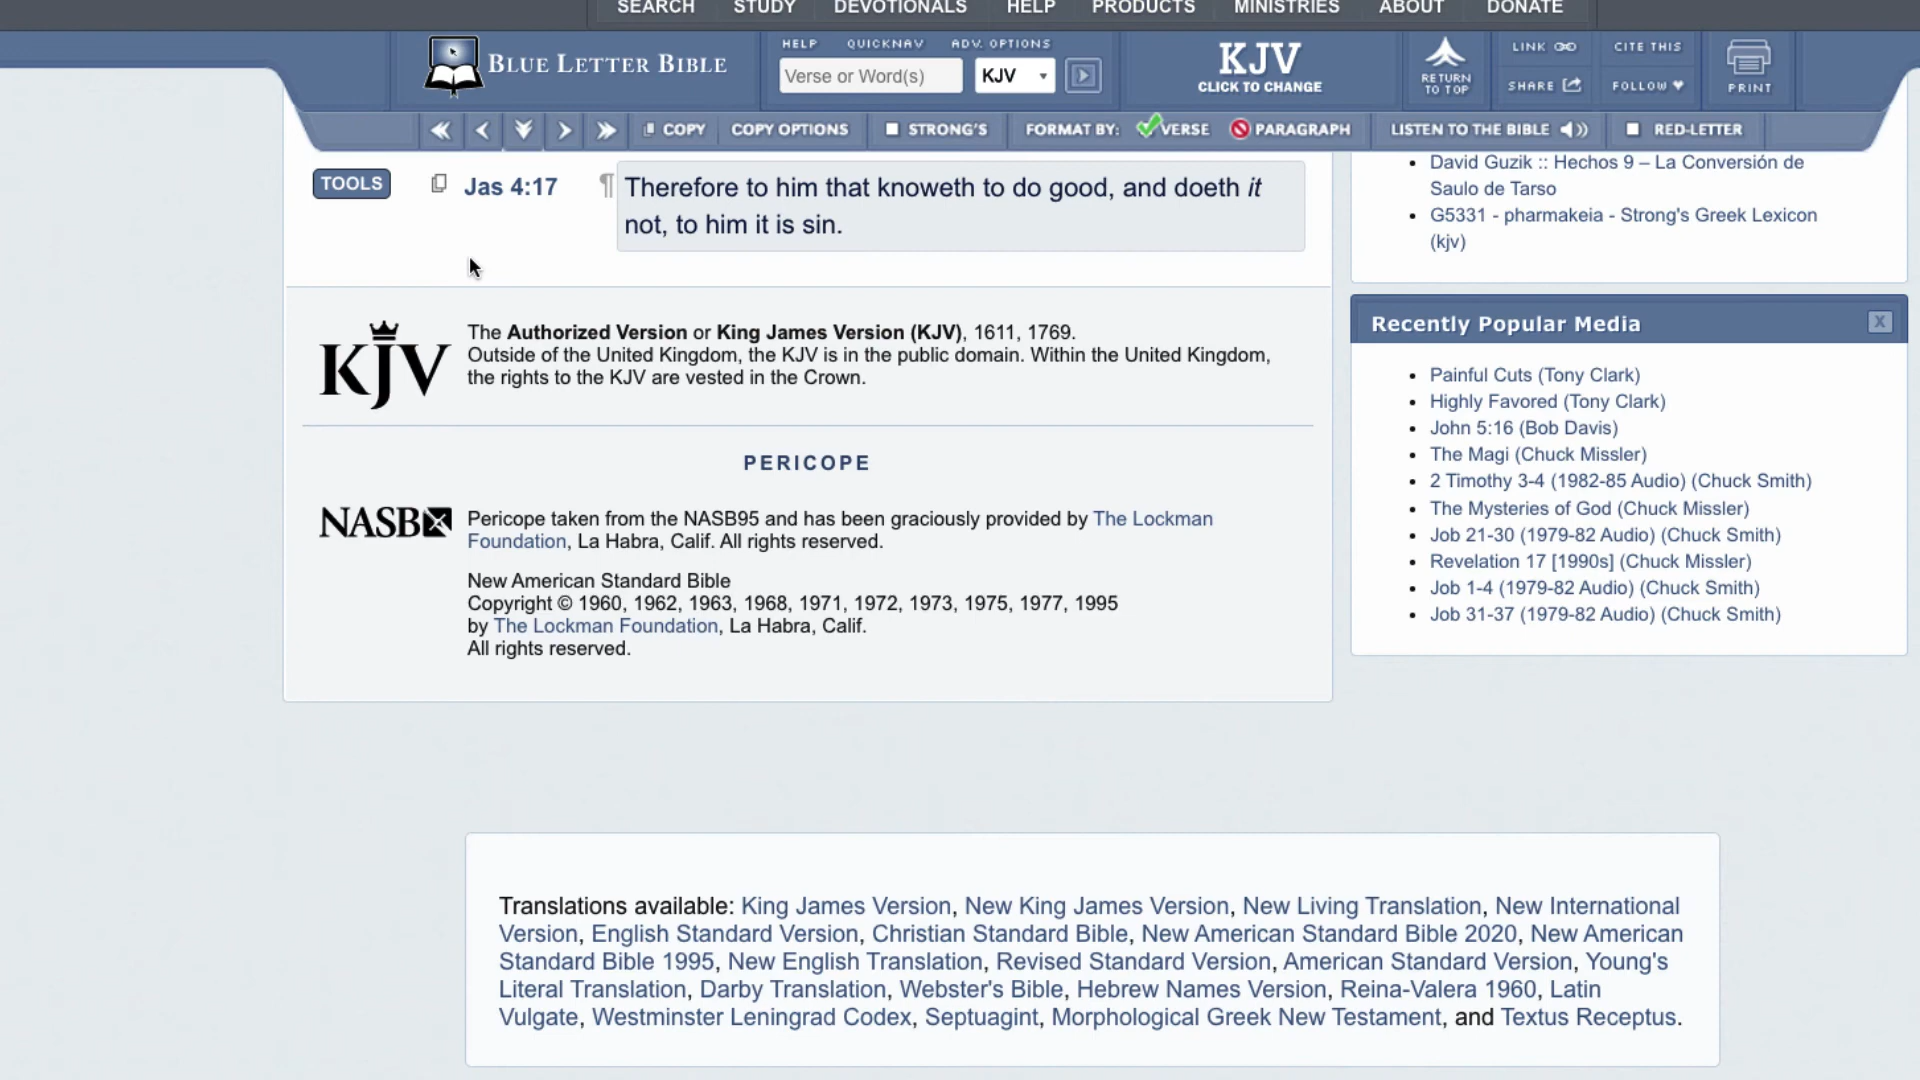 SEARCH STUDY DEVOTIONALS HELP PRODUCTS MINISTRIES ABOUT DONATE
BLUE LETTER BIBLE
HELP QUICKNAV ADV. OPTIONS
Verse or Word(s) KJV
KJV
CLICK TO CHANGE
RETURN
TO TOP
LINK CITE THIS
SHARE FOLLOW
PRINT
COPY COPY OPTIONS STRONG'S FORMAT BY: VERSE PARAGRAPH LISTEN TO THE BIBLE RED-LETTER
TOOLS Jas 4:17 ¶ Therefore to him that knoweth to do good, and doeth it
not, to him it is sin.
KJV
The Authorized Version or King James Version (KJV), 1611, 1769.
Outside of the United Kingdom, the KJV is in the public domain. Within the United Kingdom,
the rights to the KJV are vested in the Crown.
PERICOPE
NASB
Pericope taken from the NASB95 and has been graciously provided by The Lockman
Foundation, La Habra, Calif. All rights reserved.
New American Standard Bible
Copyright © 1960, 1962, 1963, 1968, 1971, 1972, 1973, 1975, 1977, 1995
by The Lockman Foundation, La Habra, Calif.
All rights reserved.
• David Guzik :: Hechos 9 – La Conversión de
Saulo de Tarso
• G5331 - pharmakeia - Strong's Greek Lexicon
(kjv)
Recently Popular Media X
• Painful Cuts (Tony Clark)
• Highly Favored (Tony Clark)
• John 5:16 (Bob Davis)
• The Magi (Chuck Missler)
• 2 Timothy 3-4 (1982-85 Audio) (Chuck Smith)
• The Mysteries of God (Chuck Missler)
• Job 21-30 (1979-82 Audio) (Chuck Smith)
• Revelation 17 [1990s] (Chuck Missler)
• Job 1-4 (1979-82 Audio) (Chuck Smith)
• Job 31-37 (1979-82 Audio) (Chuck Smith)
Translations available: King James Version, New King James Version, New Living Translation, New International
Version, English Standard Version, Christian Standard Bible, New American Standard Bible 2020, New American
Standard Bible 1995, New English Translation, Revised Standard Version, American Standard Version, Young's
Literal Translation, Darby Translation, Webster's Bible, Hebrew Names Version, Reina-Valera 1960, Latin
Vulgate, Westminster Leningrad Codex, Septuagint, Morphological Greek New Testament, and Textus Receptus.